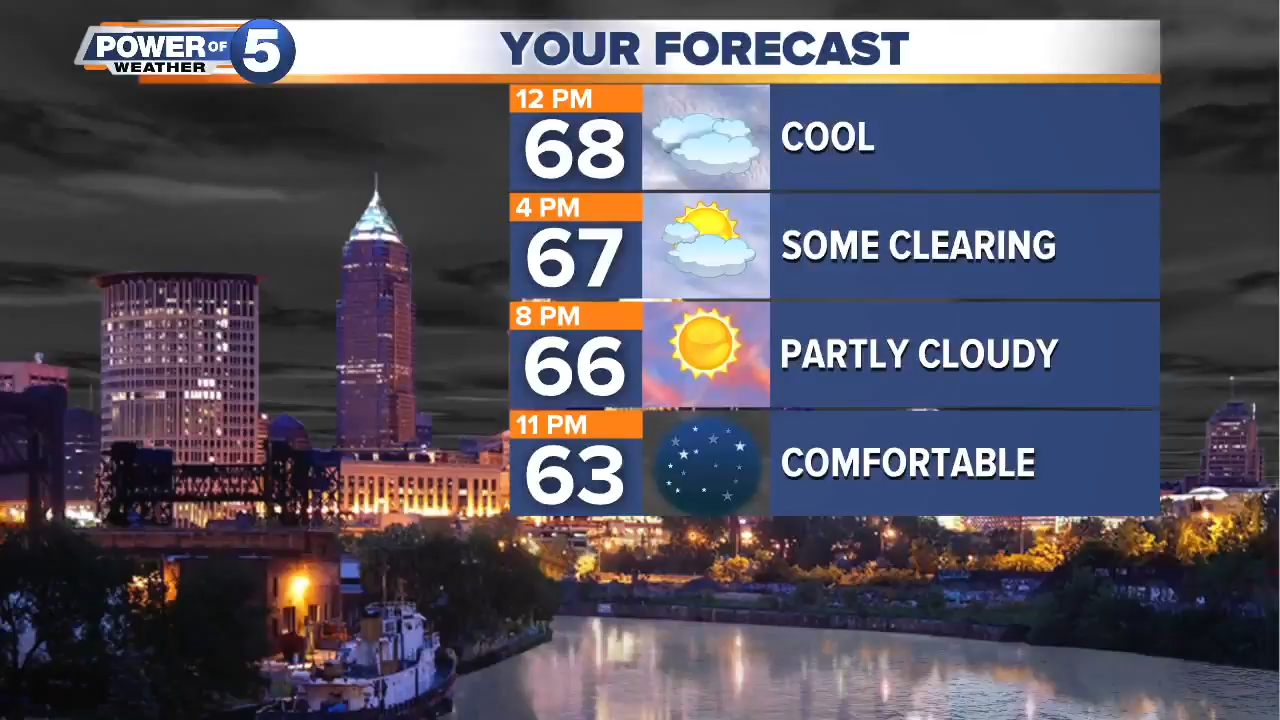 POWER OF 5
WEATHER
YOUR FORECAST
12 PM
68
COOL
4 PM
67
SOME CLEARING
8 PM
66
PARTLY CLOUDY
11 PM
63
COMFORTABLE